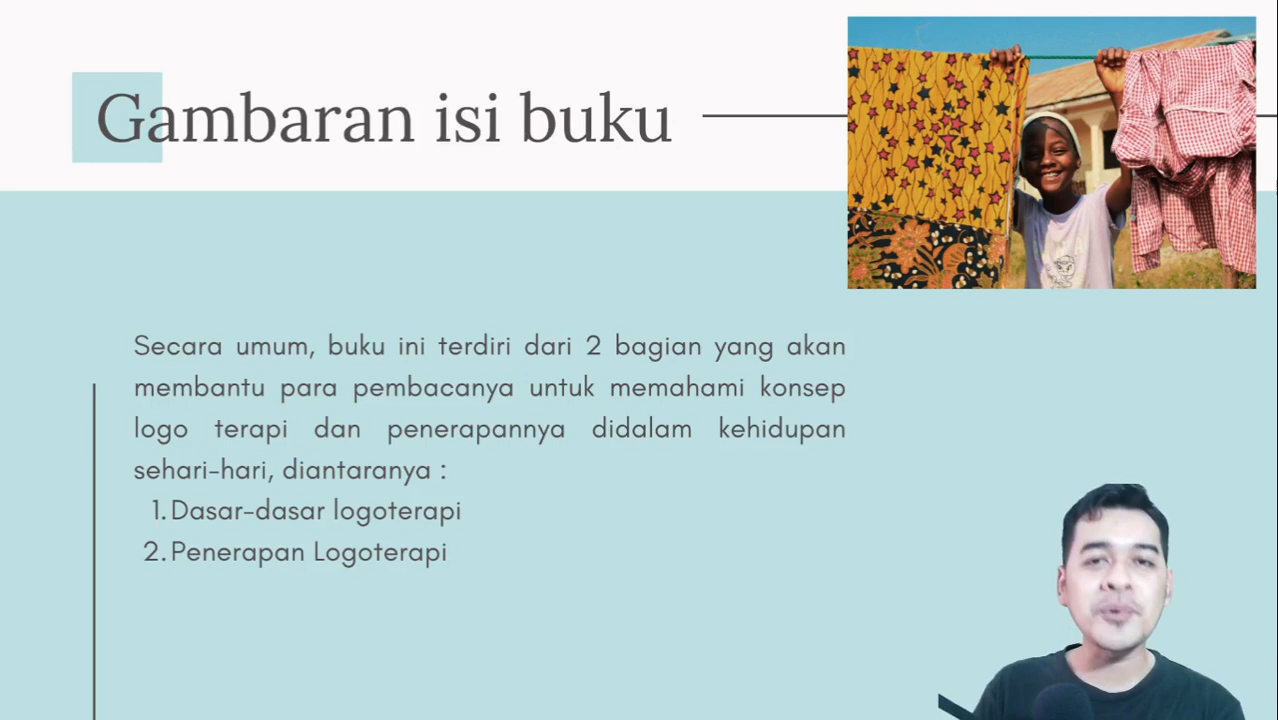 Gambaran isi buku
Secara umum, buku ini terdiri dari 2 bagian yang akan
membantu para pembacanya untuk memahami konsep
logo terapi dan penerapannya didalam kehidupan
sehari-hari, diantaranya :
1. Dasar-dasar logoterapi
2. Penerapan Logoterapi